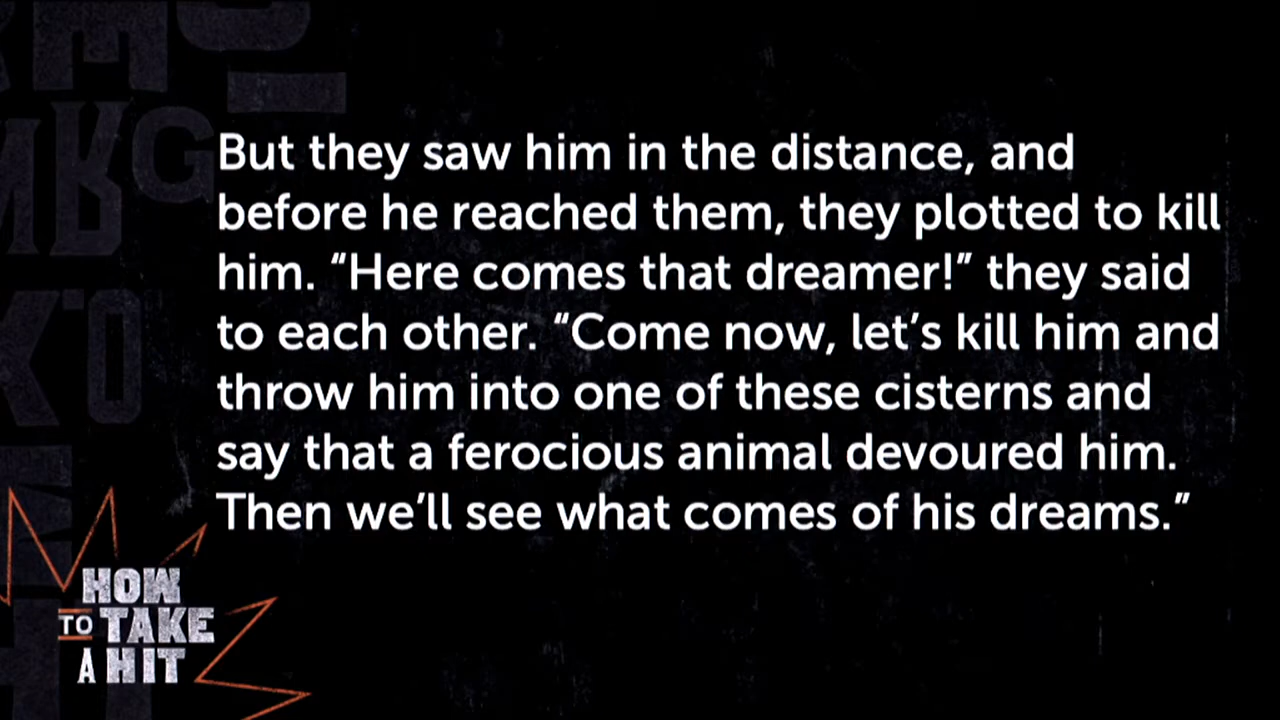 But they saw him in the distance, and
before he reached them, they plotted to kill
him. “Here comes that dreamer!” they said
to each other. “Come now, let’s kill him and
throw him into one of these cisterns and
say that a ferocious animal devoured him.
Then we’ll see what comes of his dreams.”
HOW
TO TAKE
A HIT